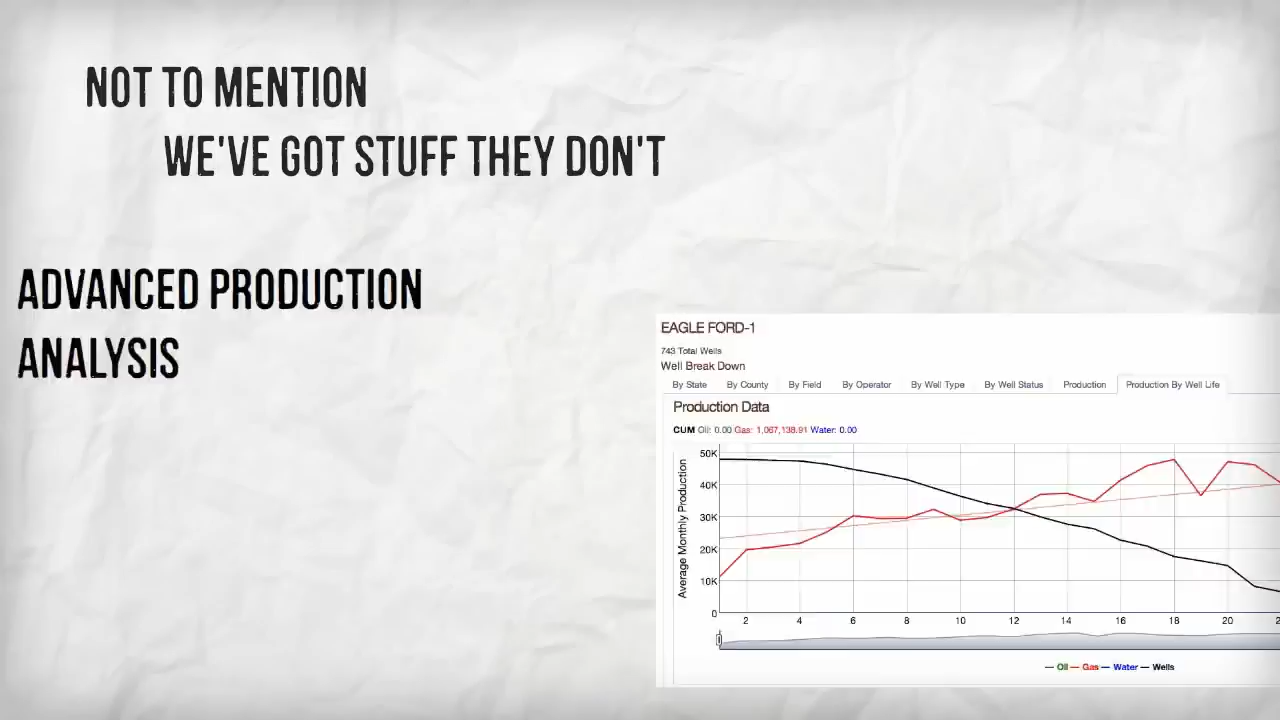 NOT TO MENTION
WE'VE GOT STUFF THEY DON'T
ADVANCED PRODUCTION
ANALYSIS
EAGLE FORD-1
743 Total Wells
Well Break Down
By State By County By Field By Operator By Well Type By Well Status Production Production By Well Life
Production Data
CUM Oil: 0.00 Gas: 1,067,138.91 Water: 0.00
Average Monthly Production
50K
40K
30K
20K
10K
0
2 4 6 8 10 12 14 16 18 20
Oil Gas Water Wells